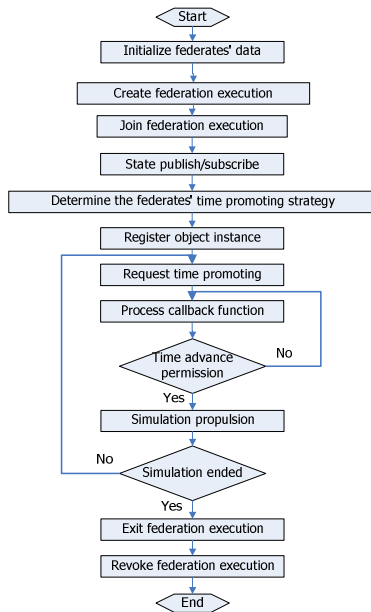 Start
Initialize federates' data
Create federation execution
Join federation execution
State publish/subscribe
Determine the federates' time promoting strategy
Register object instance
Request time promoting
Process callback function
Time advance
permission
No
Yes
Simulation propulsion
No
Simulation ended
Yes
Exit federation execution
Revoke federation execution
End